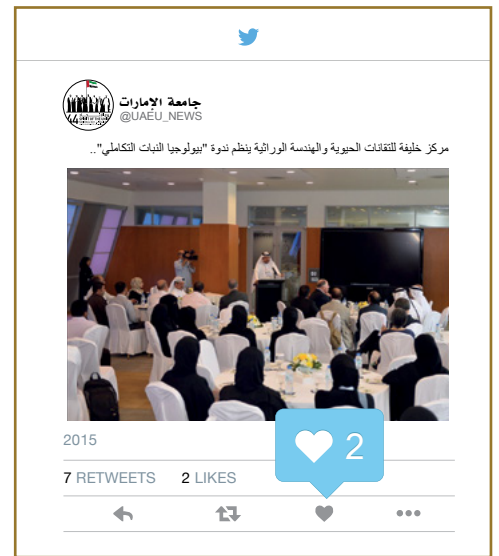 جامعة الإمارات
@UAEU_NEWS
مركز خليفة للتقانات الحيوية والهندسة الوراثية ينظم ندوة "بيولوجيا النبات التكاملي"..
2015
2
7 RETWEETS 2 LIKES